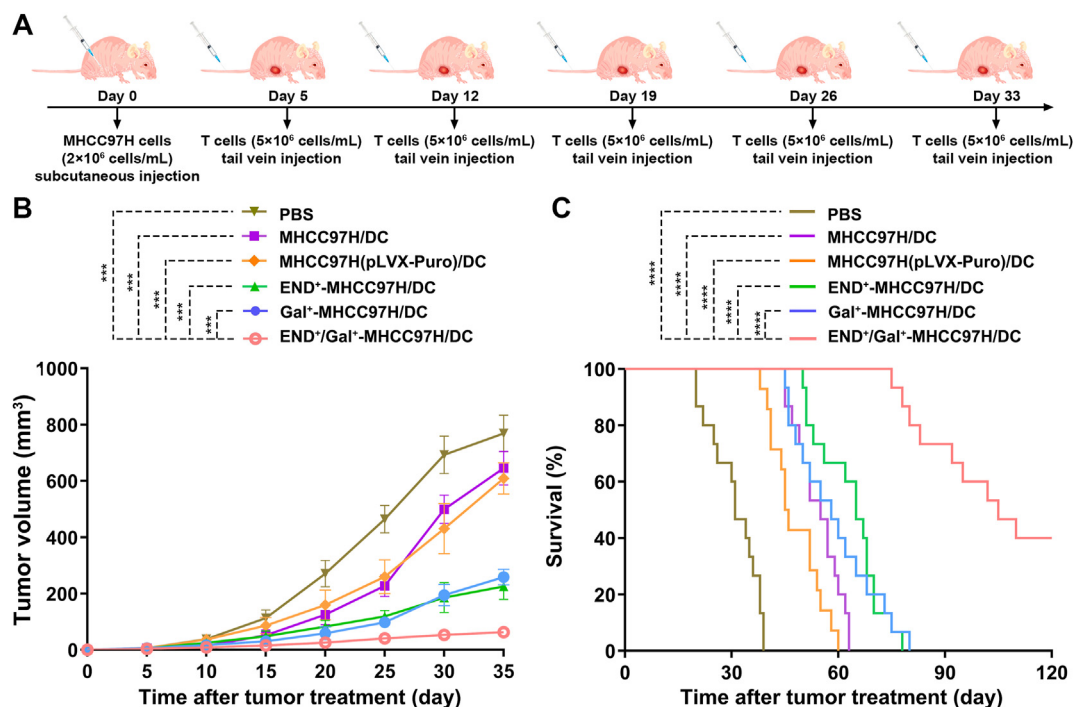 A
Day 0
Day 5
Day 12
Day 19
Day 26
Day 33
MHCC97H cells
(2×10⁶ cells/mL)
subcutaneous injection
T cells (5×10⁶ cells/mL)
tail vein injection
T cells (5×10⁶ cells/mL)
tail vein injection
T cells (5×10⁶ cells/mL)
tail vein injection
T cells (5×10⁶ cells/mL)
tail vein injection
T cells (5×10⁶ cells/mL)
tail vein injection
B
PBS
MHCC97H/DC
MHCC97H(pLVX-Puro)/DC
END⁺-MHCC97H/DC
Gal⁺-MHCC97H/DC
END⁺/Gal⁺-MHCC97H/DC
***
***
***
***
***
Tumor volume (mm³)
1000
800
600
400
200
0
0 5 10 15 20 25 30 35
Time after tumor treatment (day)
C
PBS
MHCC97H/DC
MHCC97H(pLVX-Puro)/DC
END⁺-MHCC97H/DC
Gal⁺-MHCC97H/DC
END⁺/Gal⁺-MHCC97H/DC
****
****
****
****
****
Survival (%)
100
80
60
40
20
0
0 30 60 90 120
Time after tumor treatment (day)